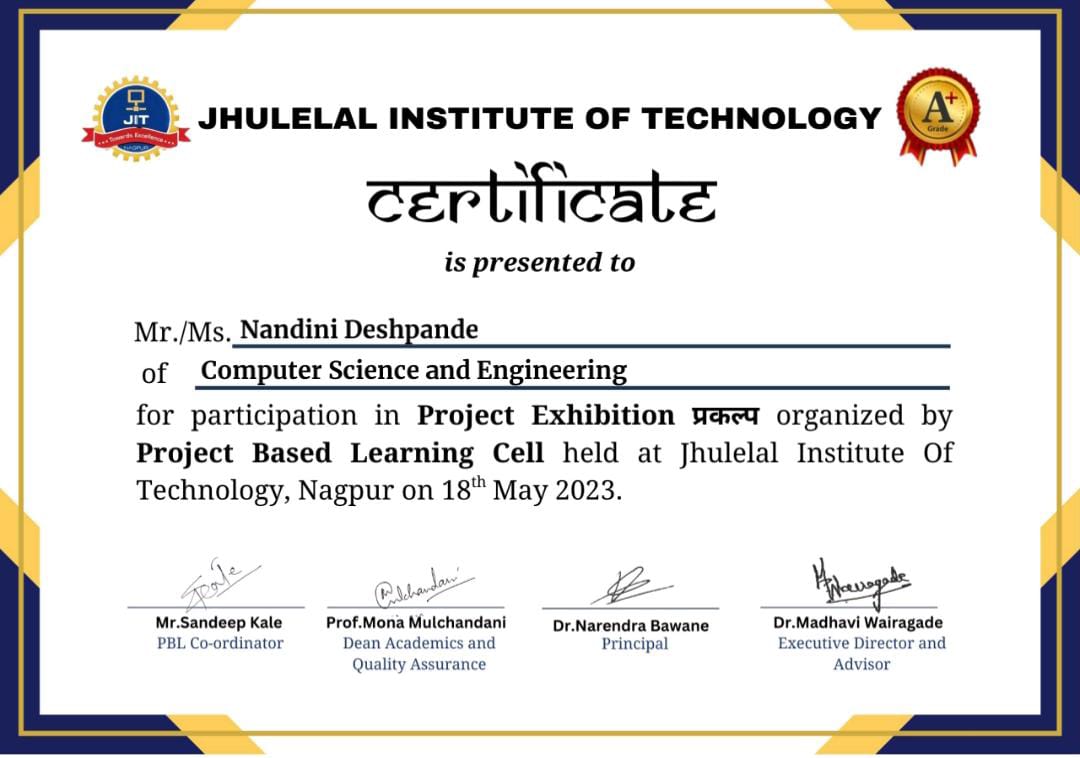 JIT
Towards Excellence
NAGPUR
JHULELAL INSTITUTE OF TECHNOLOGY
A+
Grade
certificate
is presented to
Mr./Ms. Nandini Deshpande
of Computer Science and Engineering
for participation in Project Exhibition प्रकल्प organized by
Project Based Learning Cell held at Jhulelal Institute Of
Technology, Nagpur on 18th May 2023.
Mulchandani
Wairagade
Mr.Sandeep Kale
Prof.Mona Mulchandani
Dr.Narendra Bawane
Dr.Madhavi Wairagade
PBL Co-ordinator
Dean Academics and
Quality Assurance
Principal
Executive Director and
Advisor